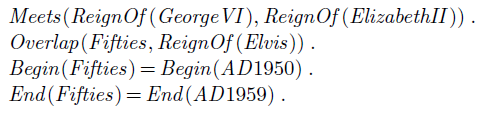 Meets(ReignOf(GeorgeVI), ReignOf(ElizabethII)) .
Overlap(Fifties, ReignOf(Elvis)) .
Begin(Fifties) = Begin(AD1950) .
End(Fifties) = End(AD1959) .